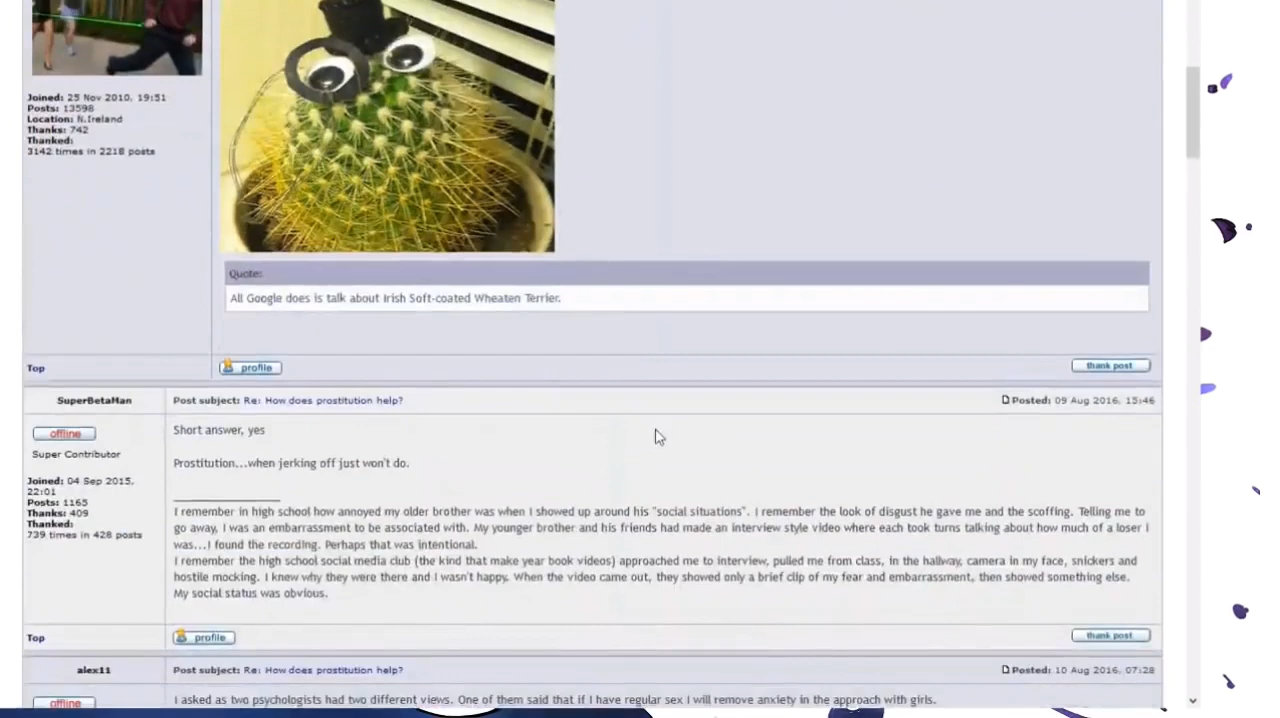 Joined: 25 Nov 2010, 19:51
Posts: 13598
Location: N.Ireland
Thanks: 742
Thanked:
3142 times in 2218 posts
Quote:
All Google does is talk about Irish Soft-coated Wheaten Terrier.
Top
profile
thank post
SuperBetaMan
Post subject: Re: How does prostitution help?
Posted: 09 Aug 2016, 15:46
offline
Super Contributor
Joined: 04 Sep 2015,
22:01
Posts: 1165
Thanks: 409
Thanked:
739 times in 428 posts
Short answer, yes
Prostitution...when jerking off just won't do.
I remember in high school how annoyed my older brother was when I showed up around his "social situations". I remember the look of disgust he gave me and the scoffing. Telling me to
go away, I was an embarrassment to be associated with. My younger brother and his friends had made an interview style video where each took turns talking about how much of a loser I
was...I found the recording. Perhaps that was intentional.
I remember the high school social media club (the kind that make year book videos) approached me to interview, pulled me from class, in the hallway, camera in my face, snickers and
hostile mocking. I knew why they were there and I wasn't happy. When the video came out, they showed only a brief clip of my fear and embarrassment, then showed something else.
My social status was obvious.
Top
profile
thank post
alex11
Post subject: Re: How does prostitution help?
Posted: 10 Aug 2016, 07:28
offline
I asked as two psychologists had two different views. One of them said that if I have regular sex I will remove anxiety in the approach with girls.